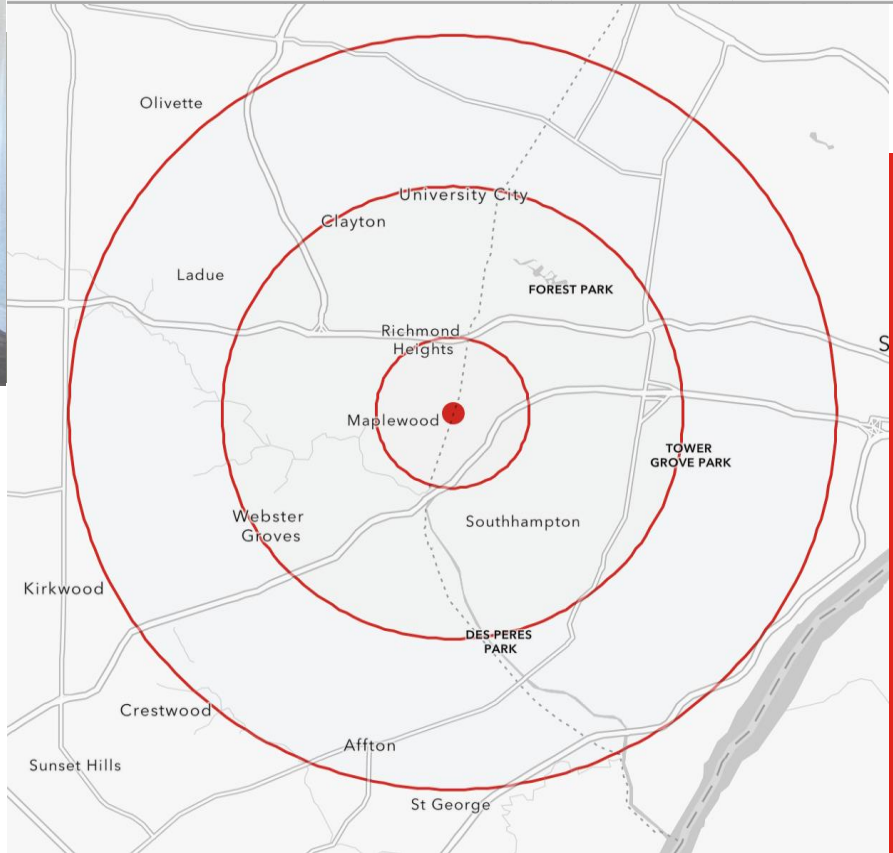 Olivette
University City
Clayton
Ladue
FOREST PARK
Richmond
Heights
S
Maplewood
TOWER
GROVE PARK
Webster
Groves
Southhampton
Kirkwood
DES PERES
PARK
Crestwood
Affton
Sunset Hills
St George